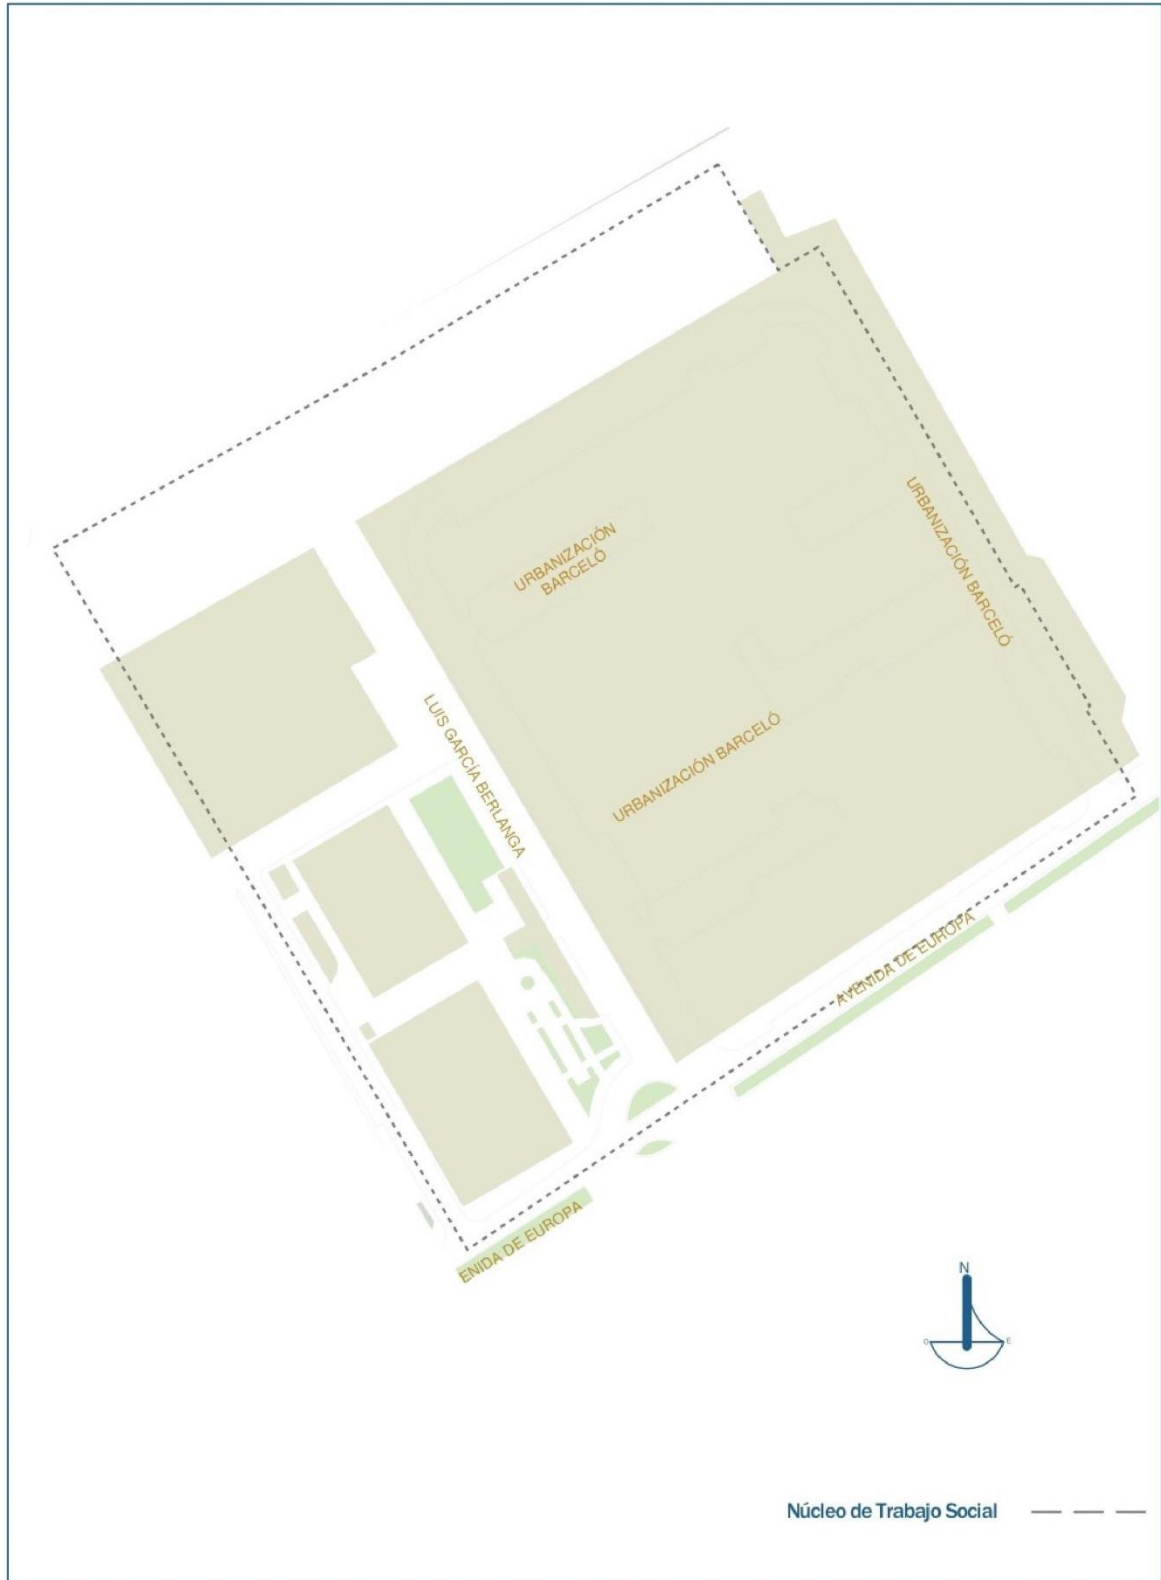 URBANIZACIÓN
BARCELÓ
URBANIZACIÓN BARCELÓ
LUIS GARCÍA BERLANGA
URBANIZACIÓN BARCELÓ
AVENIDA DE EUROPA
ENIDA DE EUROPA
N
O E
Núcleo de Trabajo Social